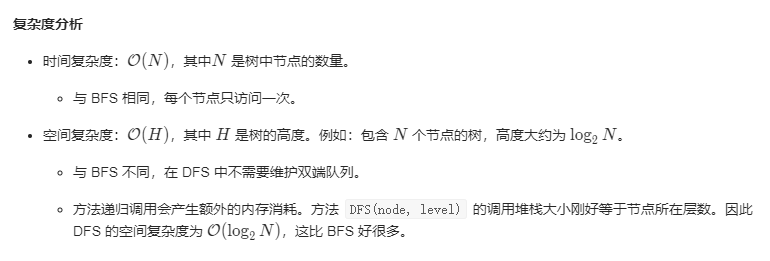 复杂度分析
• 时间复杂度：O(N)，其中N 是树中节点的数量。
◦ 与 BFS 相同，每个节点只访问一次。
• 空间复杂度：O(H)，其中 H 是树的高度。例如：包含 N 个节点的树，高度大约为 log₂ N。
◦ 与 BFS 不同，在 DFS 中不需要维护双端队列。
◦ 方法递归调用会产生额外的内存消耗。方法 DFS(node, level) 的调用堆栈大小刚好等于节点所在层数。因此
DFS 的空间复杂度为 O(log₂ N)，这比 BFS 好很多。